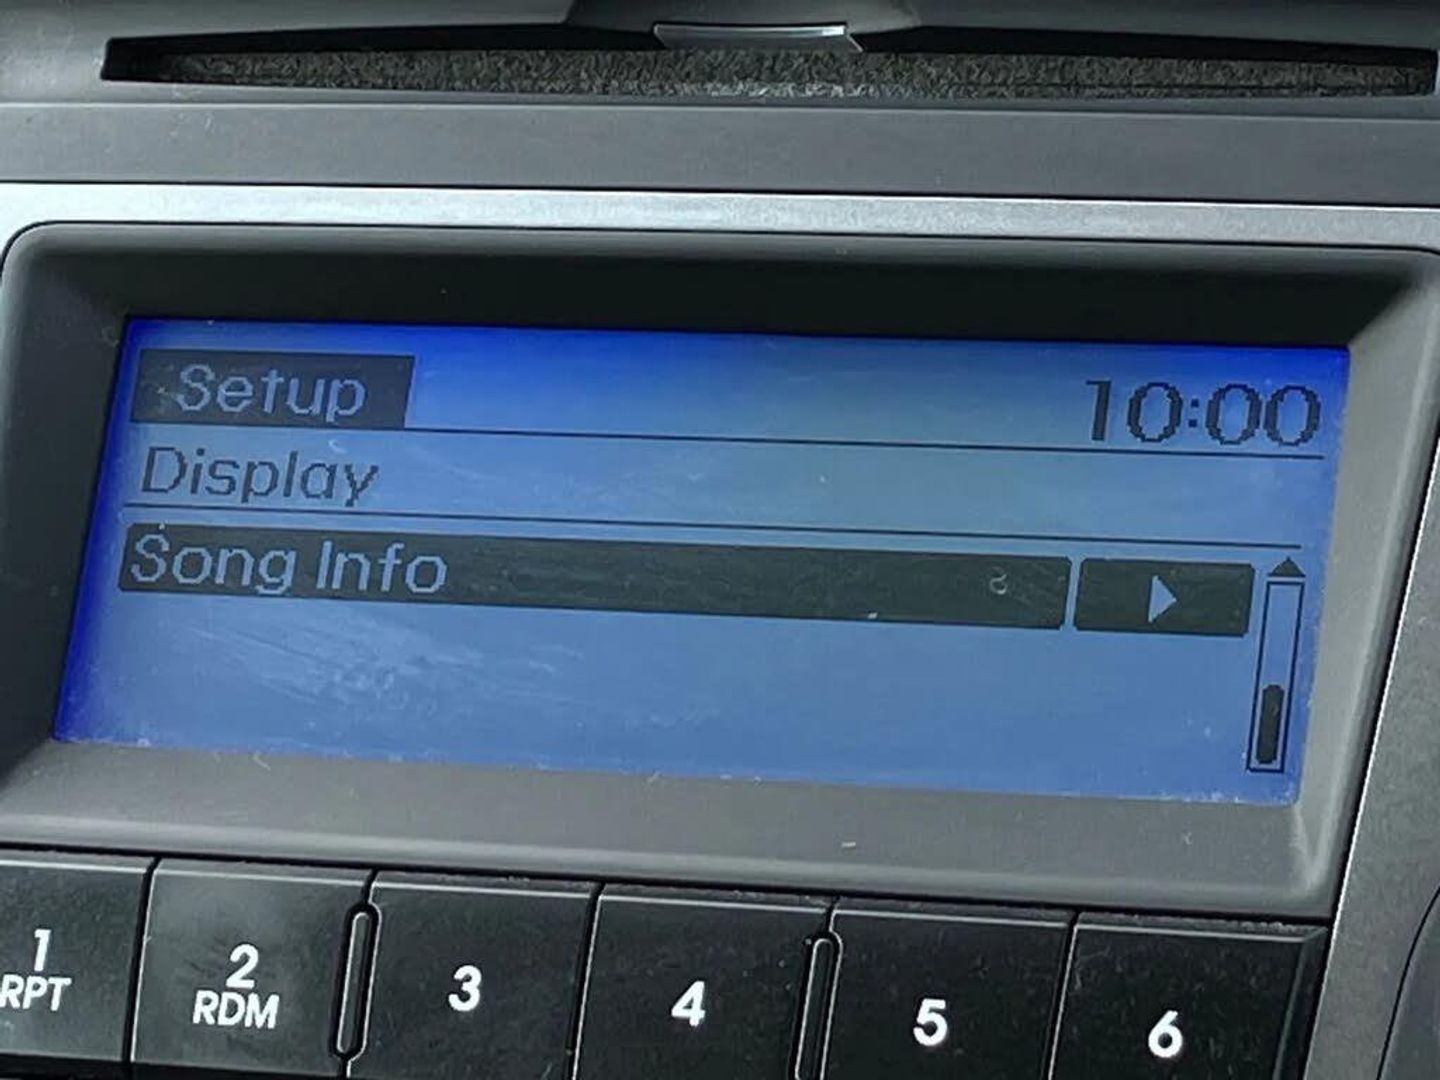 Setup 10:00
Display
Song Info
1 2 3 4 5 6
RPT RDM